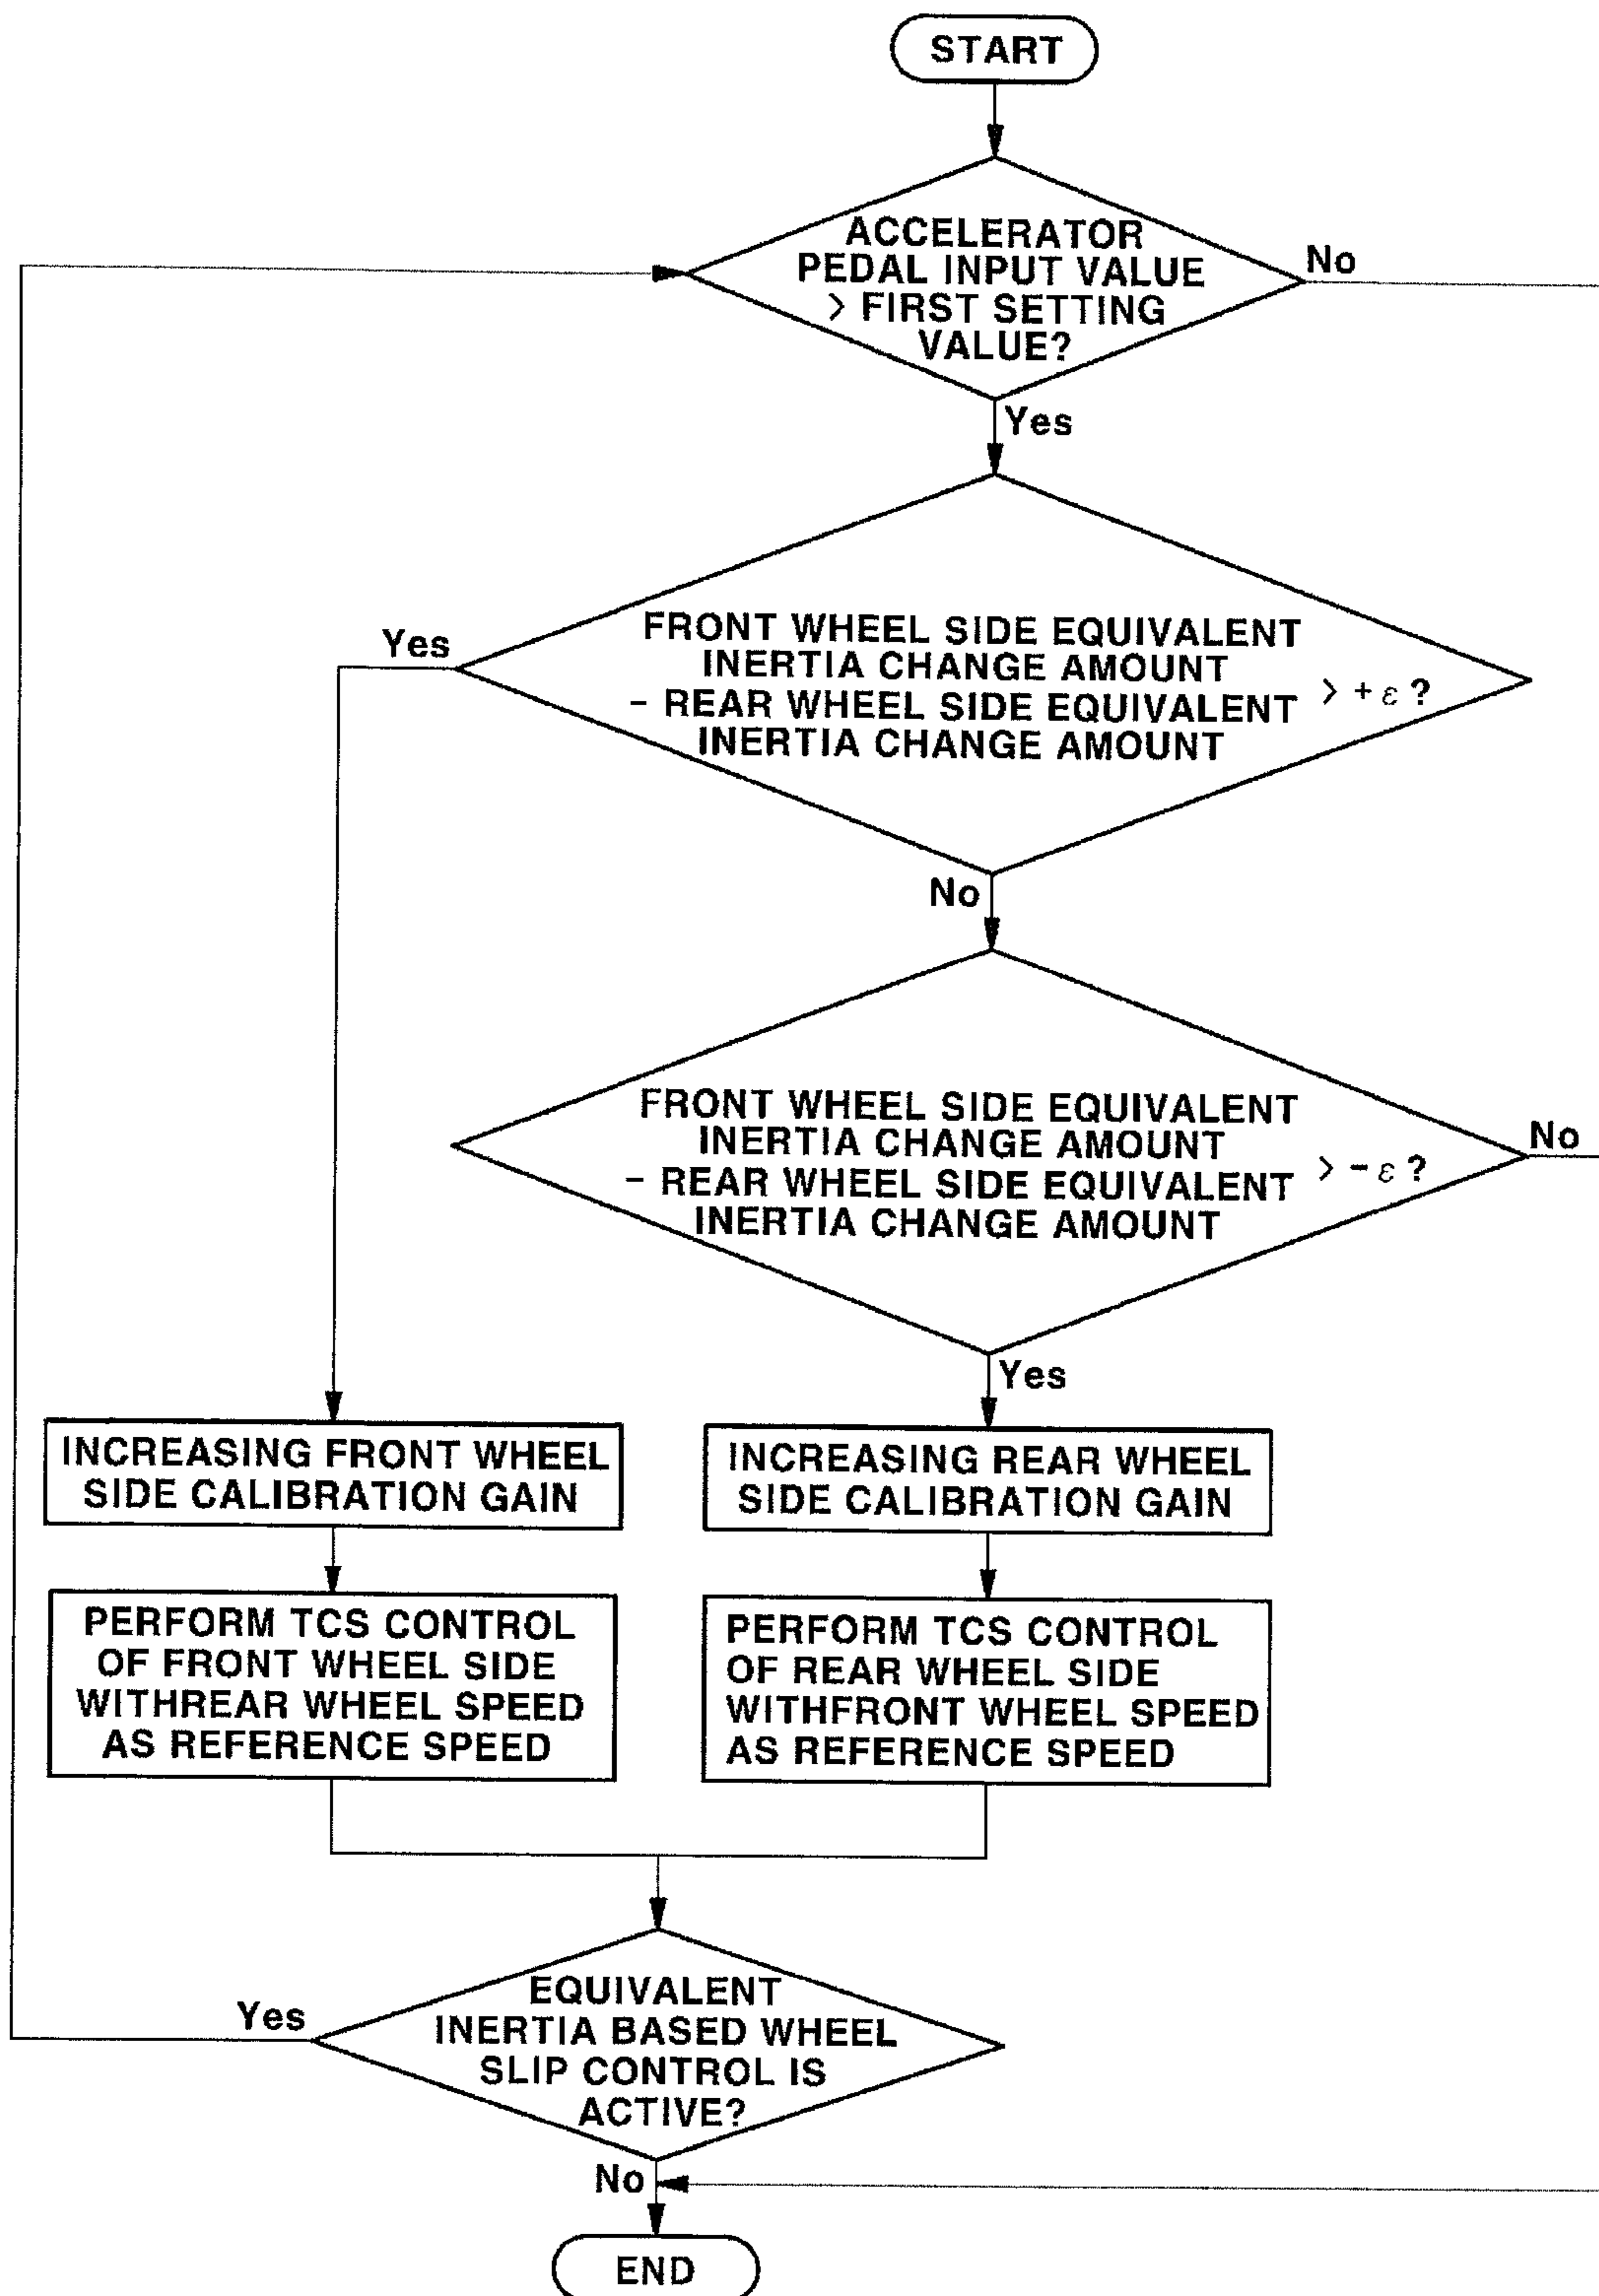 START
ACCELERATOR
PEDAL INPUT VALUE
> FIRST SETTING
VALUE?
No
Yes
FRONT WHEEL SIDE EQUIVALENT
INERTIA CHANGE AMOUNT
- REAR WHEEL SIDE EQUIVALENT
INERTIA CHANGE AMOUNT
> + ε ?
Yes
No
FRONT WHEEL SIDE EQUIVALENT
INERTIA CHANGE AMOUNT
- REAR WHEEL SIDE EQUIVALENT
INERTIA CHANGE AMOUNT
> - ε ?
No
Yes
INCREASING FRONT WHEEL
SIDE CALIBRATION GAIN
INCREASING REAR WHEEL
SIDE CALIBRATION GAIN
PERFORM TCS CONTROL
OF FRONT WHEEL SIDE
WITHREAR WHEEL SPEED
AS REFERENCE SPEED
PERFORM TCS CONTROL
OF REAR WHEEL SIDE
WITHFRONT WHEEL SPEED
AS REFERENCE SPEED
EQUIVALENT
INERTIA BASED WHEEL
SLIP CONTROL IS
ACTIVE?
Yes
No
END